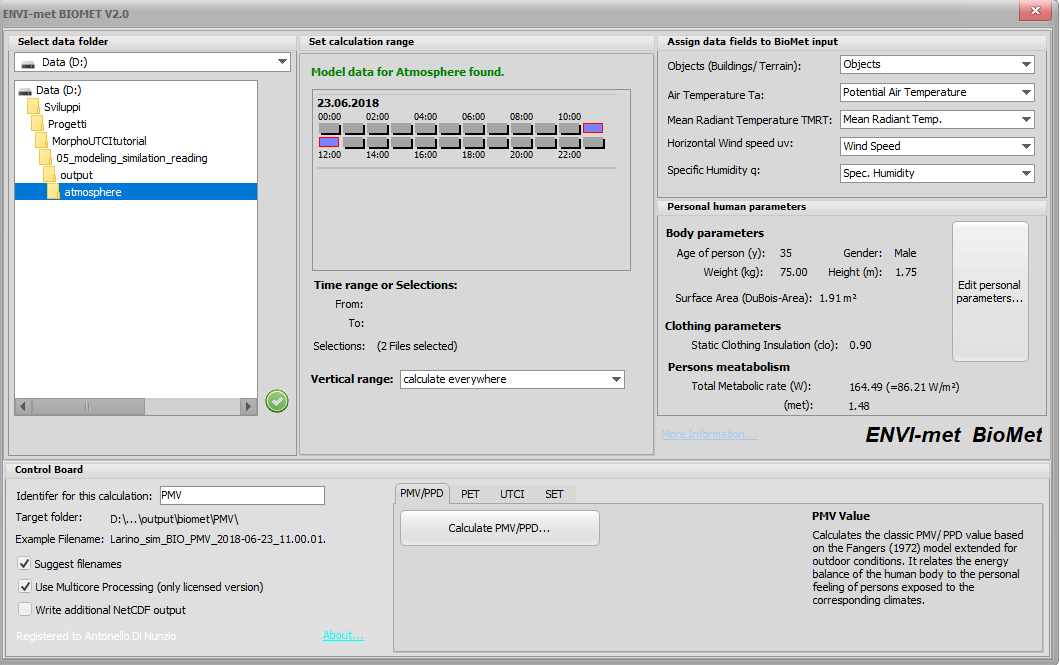 ENVI-met BIOMET V2.0
Select data folder
Data (D:)
Data (D:)
Sviluppi
Progetti
MorphoUTCItutorial
05_modeling_similation_reading
output
atmosphere
Set calculation range
Model data for Atmosphere found.
23.06.2018
00:00 02:00 04:00 06:00 08:00 10:00
12:00 14:00 16:00 18:00 20:00 22:00
Time range or Selections:
From:
To:
Selections: (2 Files selected)
Vertical range: calculate everywhere
Assign data fields to BioMet input
Objects (Buildings/ Terrain): Objects
Air Temperature Ta: Potential Air Temperature
Mean Radiant Temperature TMRT: Mean Radiant Temp.
Horizontal Wind speed uv: Wind Speed
Specific Humidity q: Spec. Humidity
Personal human parameters
Body parameters
Age of person (y): 35 Gender: Male
Weight (kg): 75.00 Height (m): 1.75
Surface Area (DuBois-Area): 1.91 m²
Clothing parameters
Static Clothing Insulation (clo): 0.90
Persons meatabolism
Total Metabolic rate (W): 164.49 (=86.21 W/m²)
(met): 1.48
Edit personal
parameters...
More Information...
ENVI-met BioMet
Control Board
Identifer for this calculation: PMV
Target folder: D:\...\output\biomet\PMV\
Example Filename: Larino_sim_BIO_PMV_2018-06-23_11.00.01.
Suggest filenames
Use Multicore Processing (only licensed version)
Write additional NetCDF output
Registered to Antonello Di Nunzio
About...
PMV/PPD PET UTCI SET
Calculate PMV/PPD...
PMV Value
Calculates the classic PMV/ PPD value based
on the Fangers (1972) model extended for
outdoor conditions. It relates the energy
balance of the human body to the personal
feeling of persons exposed to the
corresponding climates.